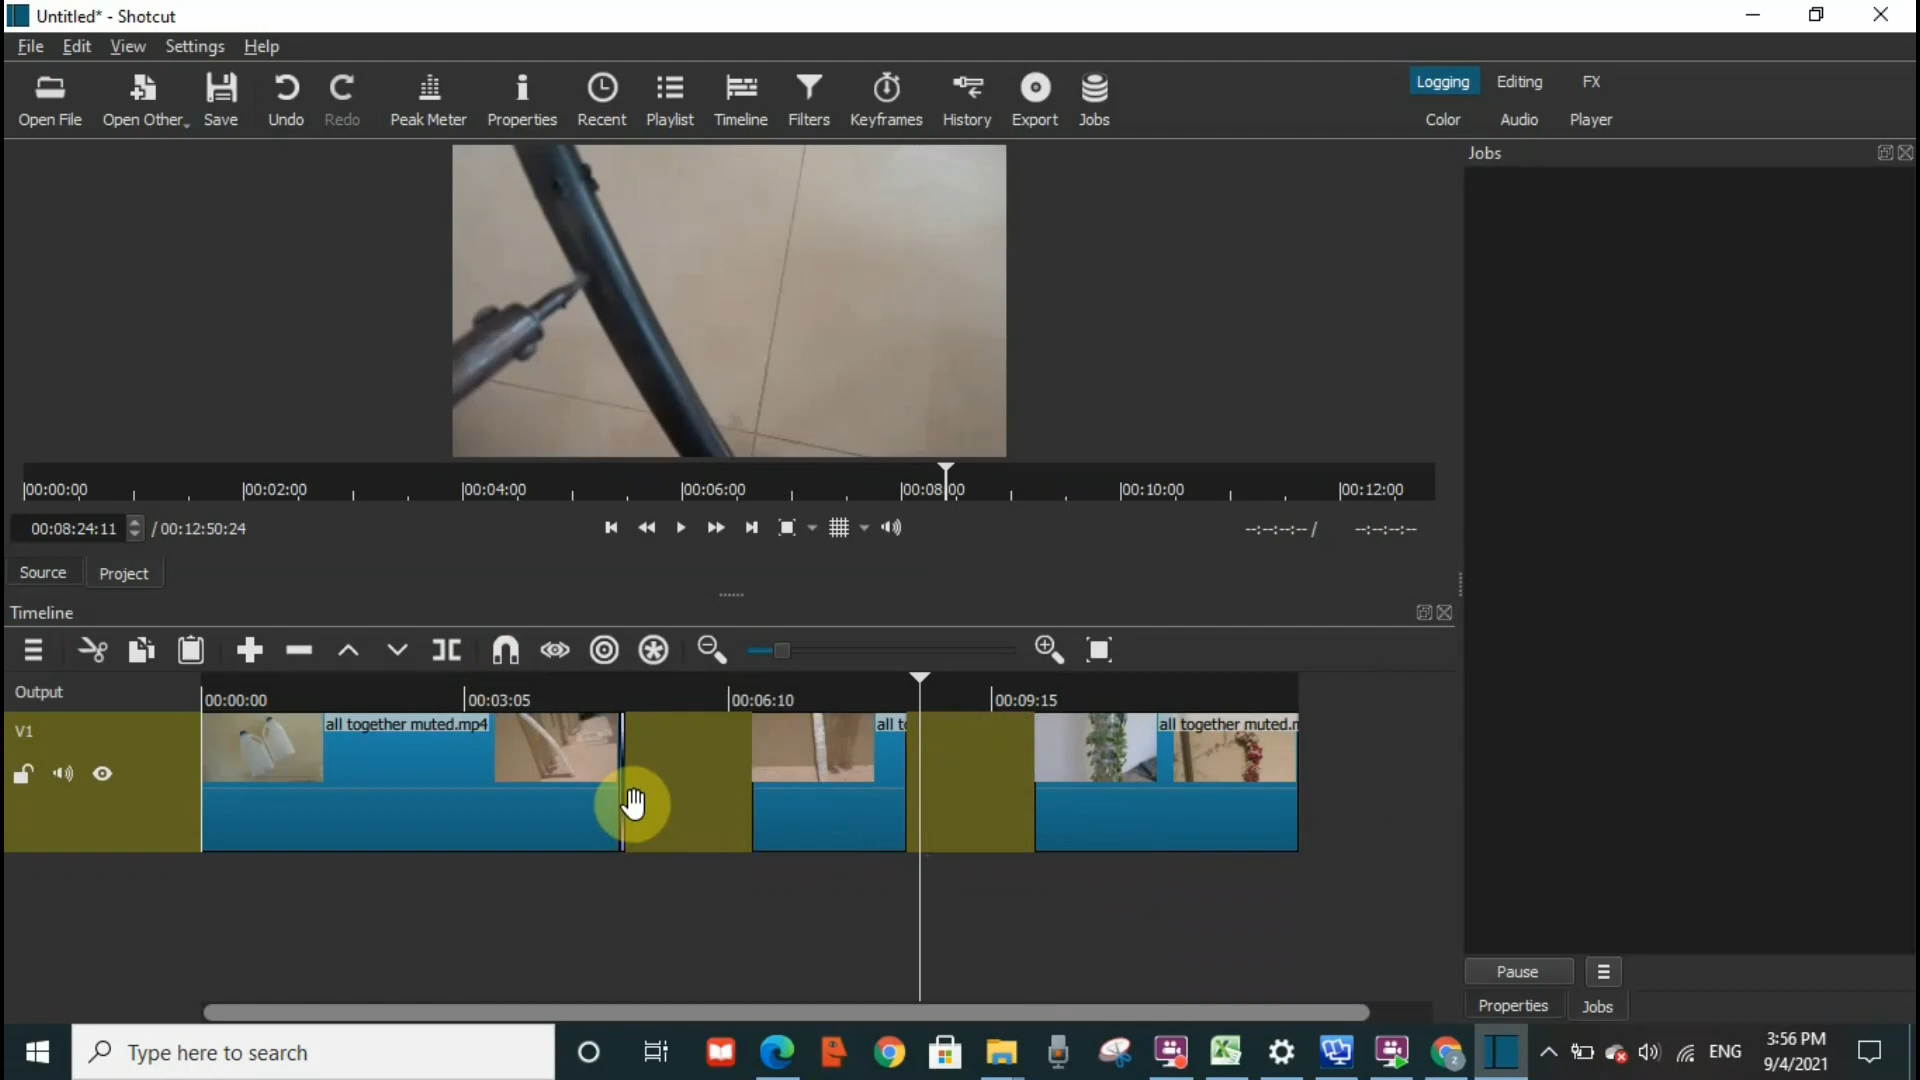 Untitled* - Shotcut
File Edit View Settings Help
Open File Open Other Save Undo Redo Peak Meter Properties Recent Playlist Timeline Filters Keyframes History Export Jobs
Logging Editing FX
Color Audio Player
Jobs
00:00:00 00:02:00 00:04:00 00:06:00 00:08:00 00:10:00 00:12:00
00:08:24:11 / 00:12:50:24 --:--:--:-- / --:--:--:--
Source Project
Timeline
Output 00:00:00 00:03:05 00:06:10 00:09:15
V1 all together muted.mp4 all to all together muted.m
Pause
Properties Jobs
Type here to search
ENG
3:56 PM
9/4/2021